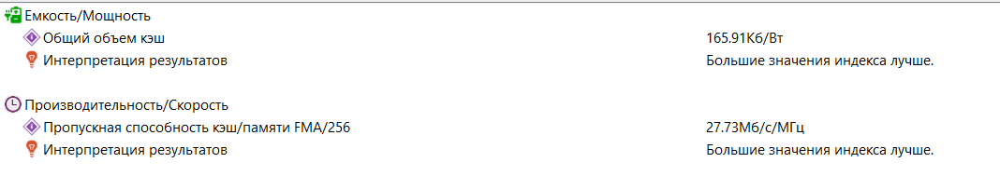 Емкость/Мощность
Общий объем кэш 165.91Кб/Вт
Интерпретация результатов Большие значения индекса лучше.
Производительность/Скорость
Пропускная способность кэш/памяти FMA/256 27.73Мб/с/МГц
Интерпретация результатов Большие значения индекса лучше.